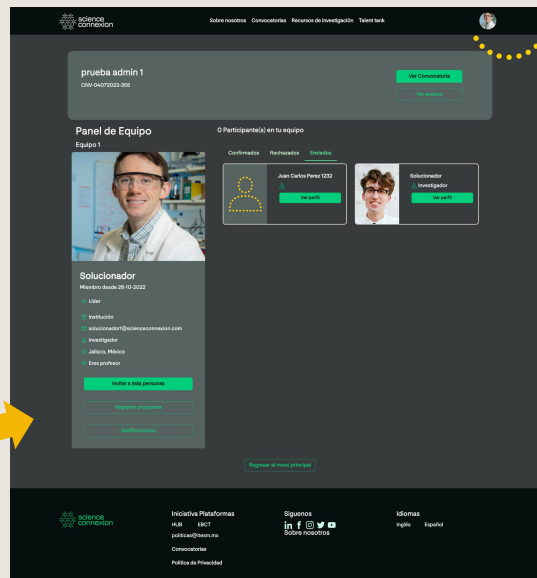 science
connexion
Sobre nosotros Convocatorias Recursos de investigación Talent tank
prueba admin 1
CNV-04072023-355
Ver Convocatoria
Ver anexos
Panel de Equipo
Equipo 1
0 Participante(s) en tu equipo
Confirmados Rechazados Enviados
Juan Carlos Perez 1232
Ver perfil
Solucionador
Investigador
Ver perfil
Solucionador
Miembro desde 26-10-2022
Líder
Institución
solucionador1@scienceconnexion.com
Investigador
Jalisco, México
Eres profesor
Invitar a más personas
Registrar propuesta
Notificaciones
Regresar al menú principal
science
connexion
Iniciativa Plataformas
HUB EBCT
politicas@itesm.mx
Convocatorias
Política de Privacidad
Síguenos
Sobre nosotros
Idiomas
Inglés Español